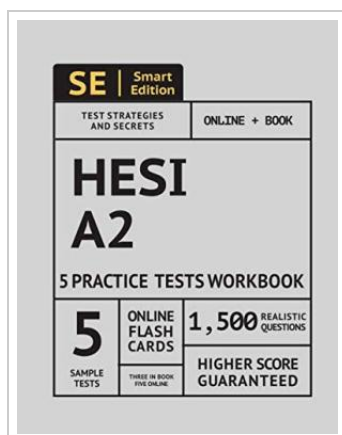 SE Smart
Edition
TEST STRATEGIES
AND SECRETS
ONLINE + BOOK
HESI
A2
5 PRACTICE TESTS WORKBOOK
5
SAMPLE
TESTS
ONLINE
FLASH
CARDS
THREE IN BOOK
FIVE ONLINE
1,500 REALISTIC
QUESTIONS
HIGHER SCORE
GUARANTEED